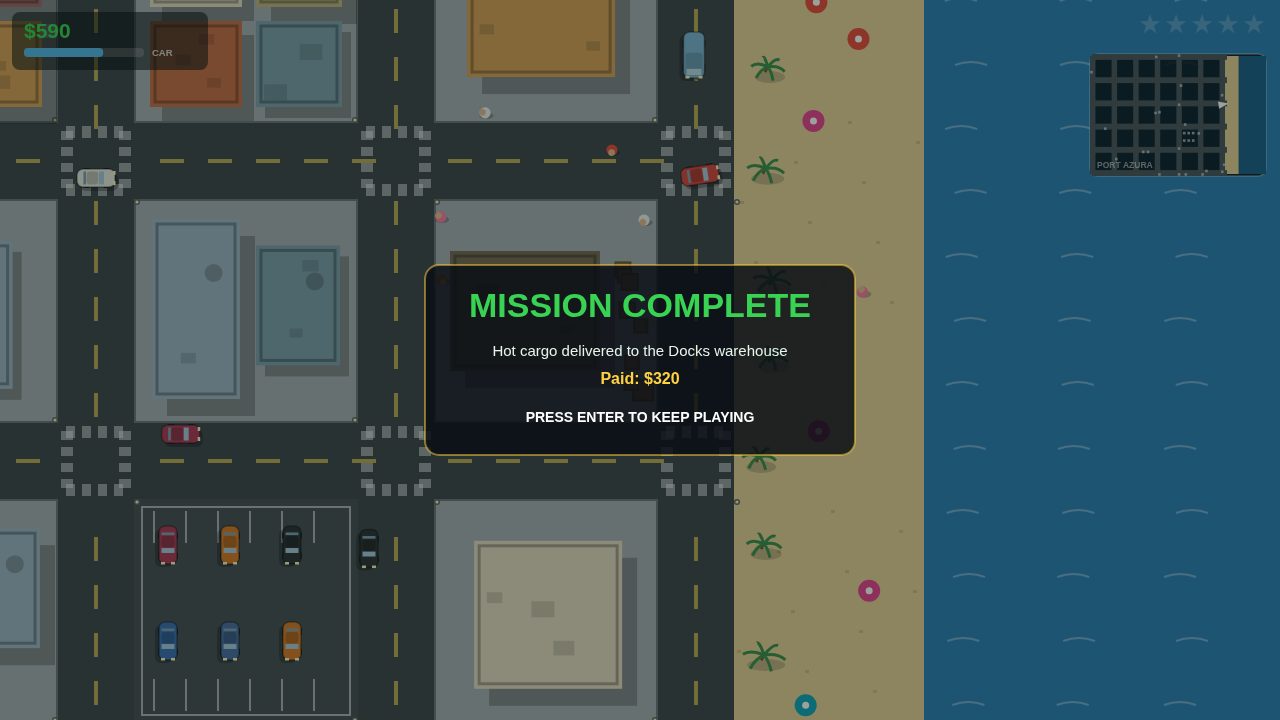 $590
CAR
PORT AZURA
MISSION COMPLETE
Hot cargo delivered to the Docks warehouse
Paid: $320
PRESS ENTER TO KEEP PLAYING